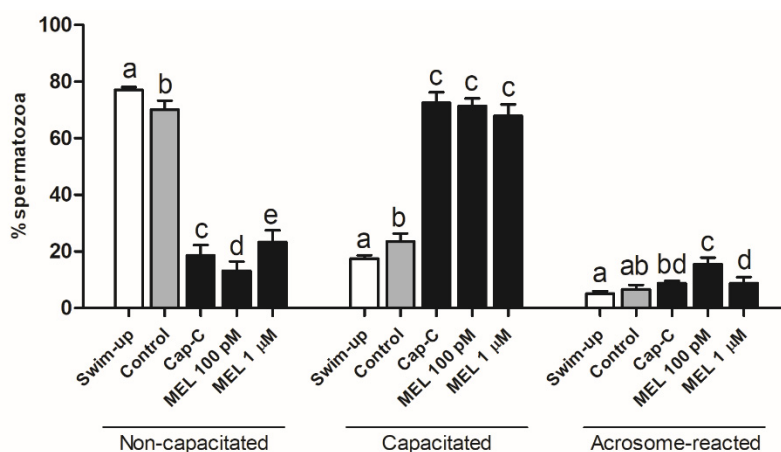 100
80
60
40
20
0
% spermatozoa
a b c d e
a b c c c
a ab bd c d
Swim-up Control Cap-C MEL 100 pM MEL 1 µM
Swim-up Control Cap-C MEL 100 pM MEL 1 µM
Swim-up Control Cap-C MEL 100 pM MEL 1 µM
Non-capacitated Capacitated Acrosome-reacted